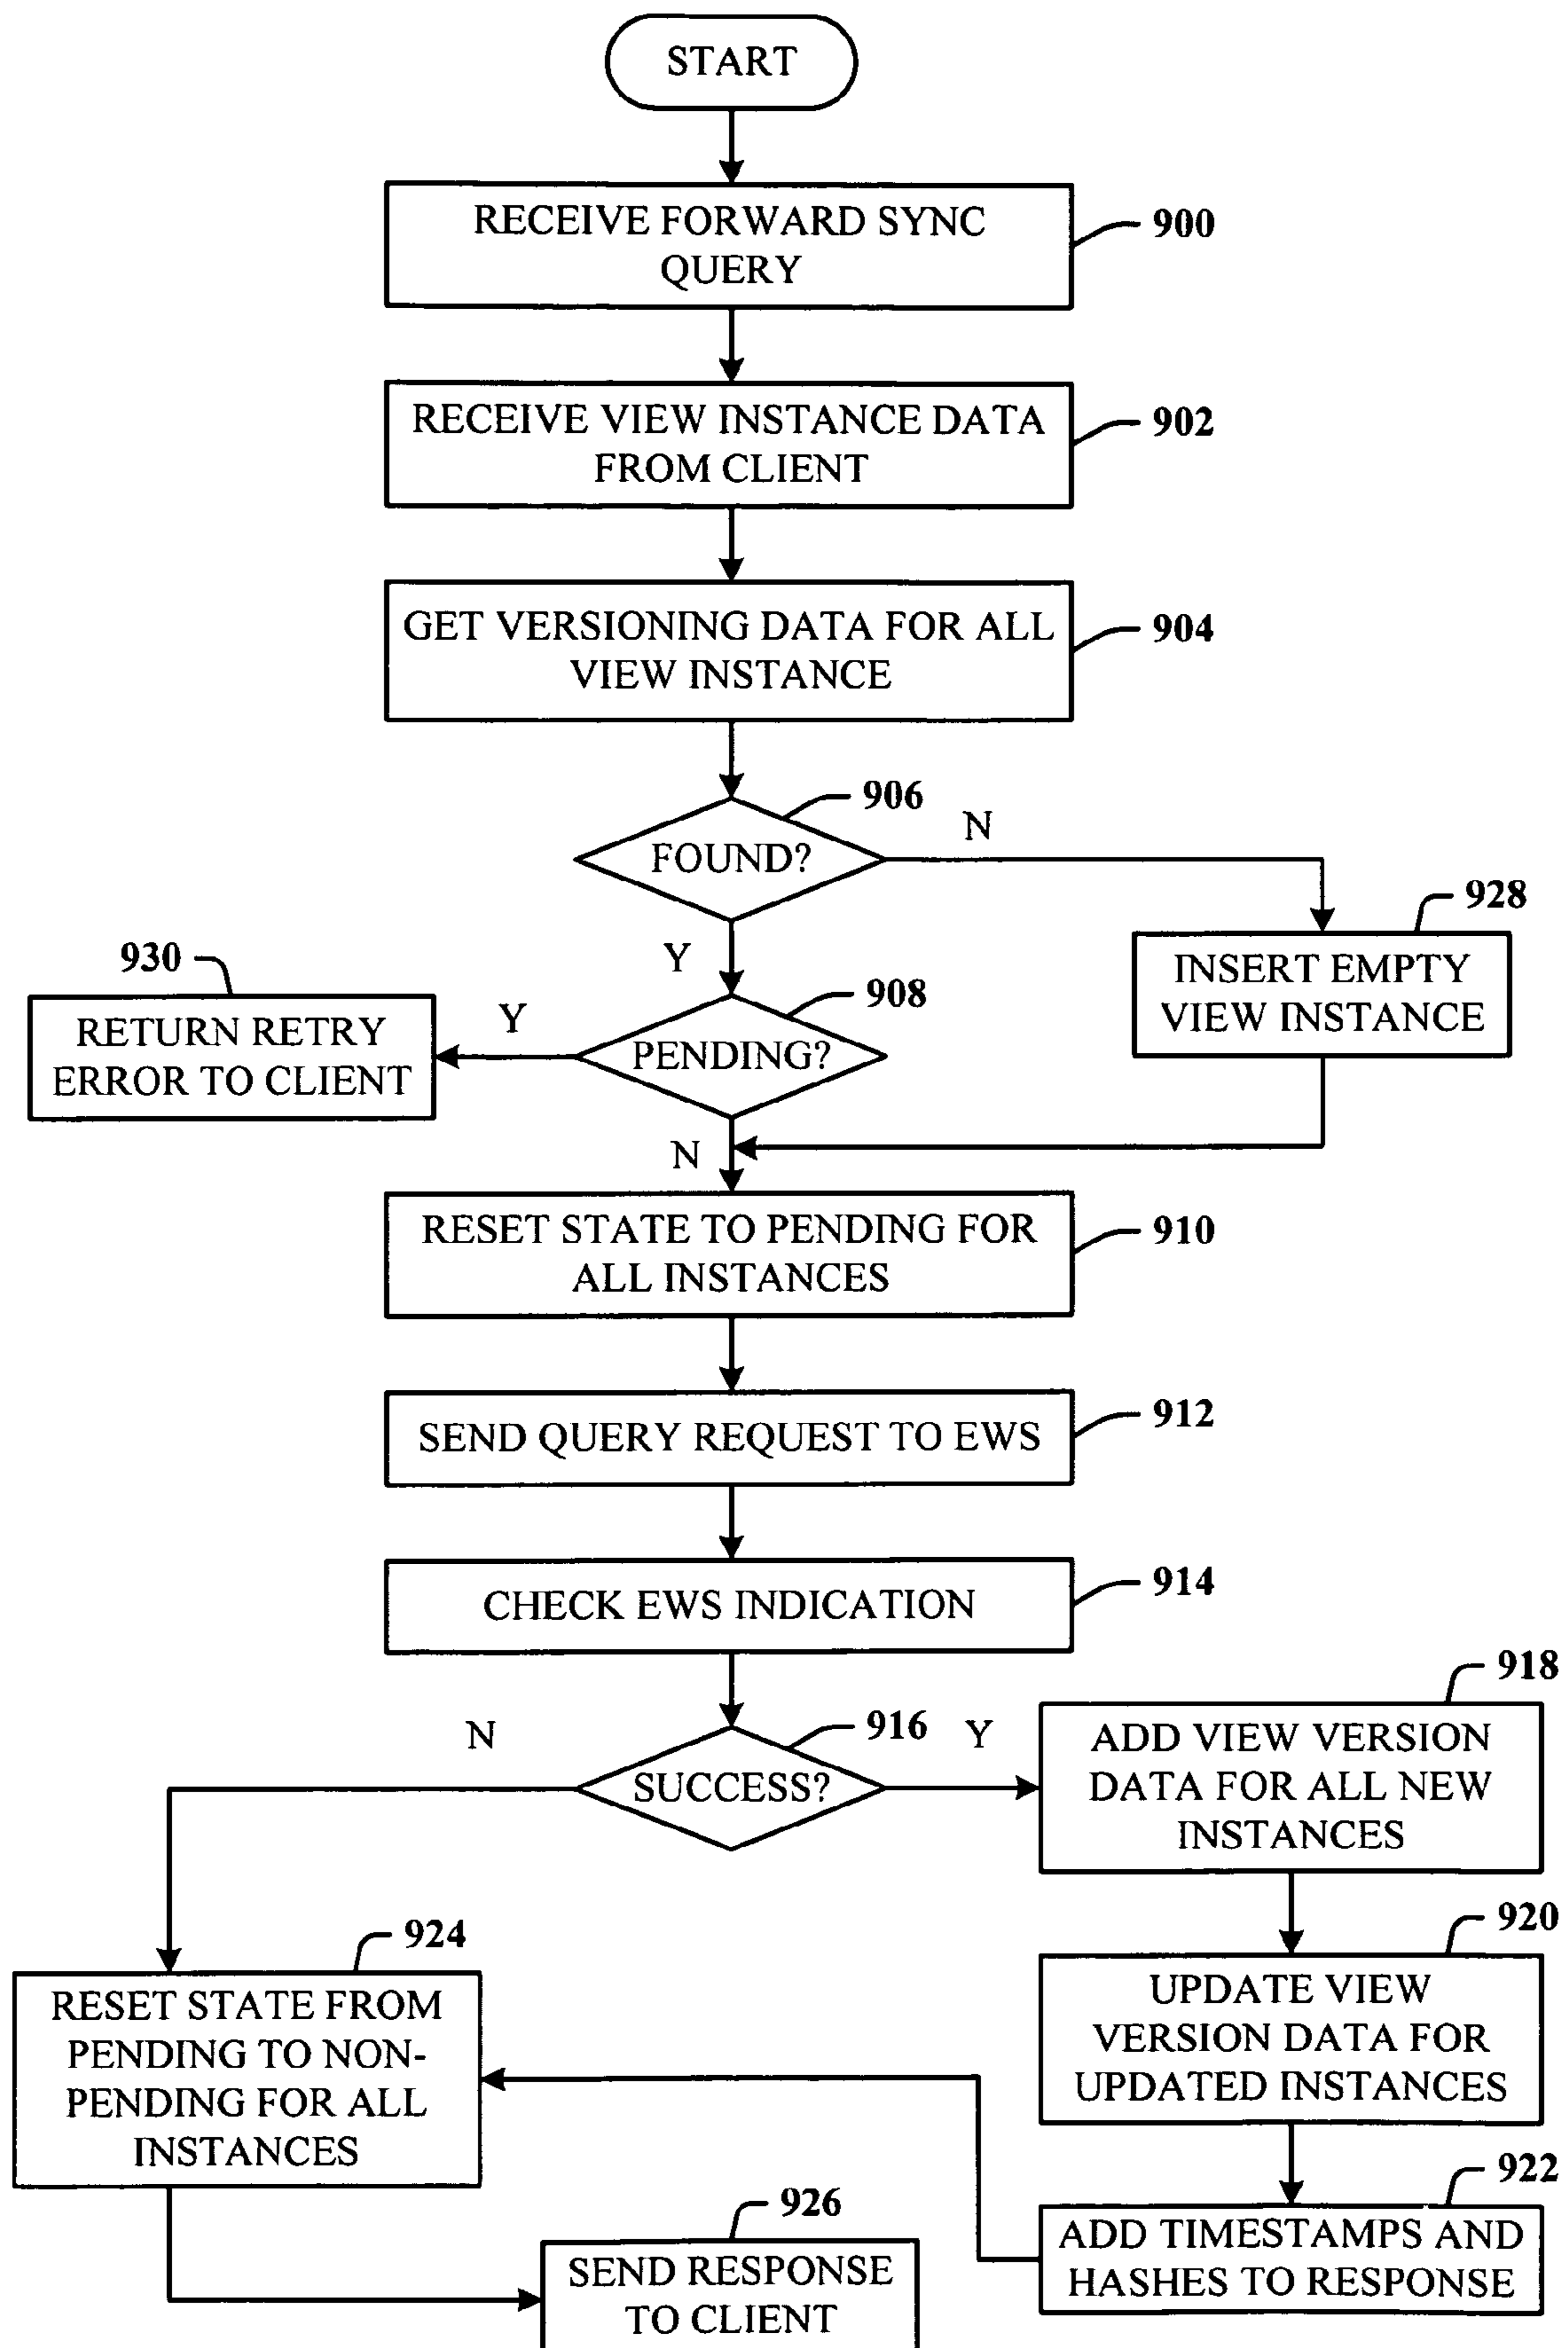 START
RECEIVE FORWARD SYNC
QUERY
900
RECEIVE VIEW INSTANCE DATA
FROM CLIENT
902
GET VERSIONING DATA FOR ALL
VIEW INSTANCE
904
906
FOUND?
N
928
INSERT EMPTY
VIEW INSTANCE
Y
930
RETURN RETRY
ERROR TO CLIENT
Y
908
PENDING?
N
RESET STATE TO PENDING FOR
ALL INSTANCES
910
SEND QUERY REQUEST TO EWS
912
CHECK EWS INDICATION
914
N
916
SUCCESS?
Y
918
ADD VIEW VERSION
DATA FOR ALL NEW
INSTANCES
920
UPDATE VIEW
VERSION DATA FOR
UPDATED INSTANCES
922
ADD TIMESTAMPS AND
HASHES TO RESPONSE
924
RESET STATE FROM
PENDING TO NON-
PENDING FOR ALL
INSTANCES
926
SEND RESPONSE
TO CLIENT